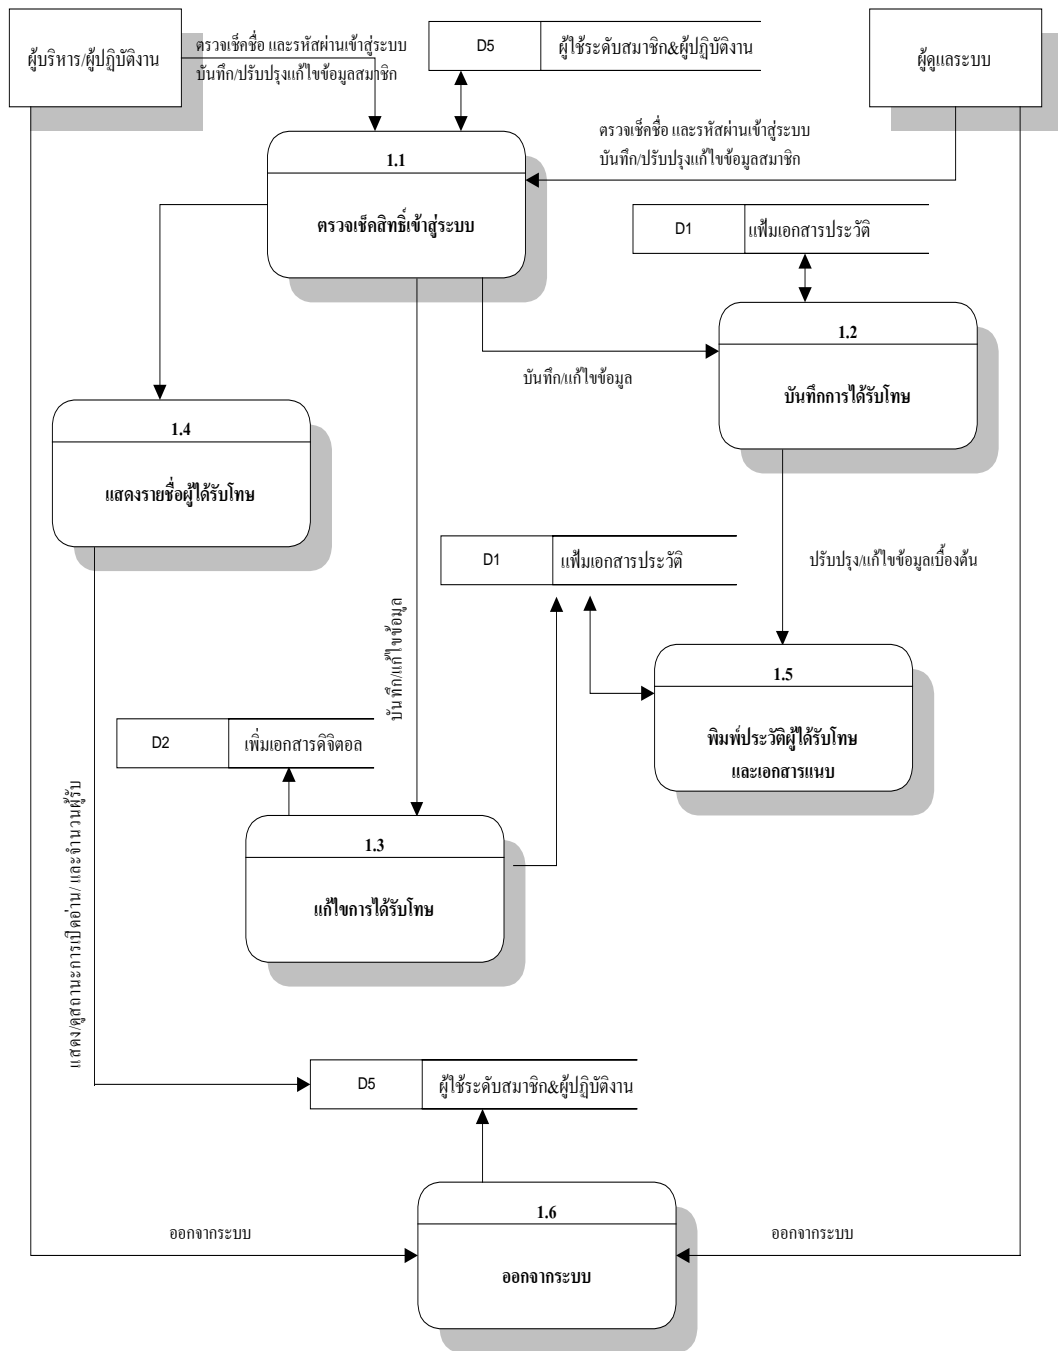 ผู้บริหาร/ผู้ปฏิบัติงาน
ตรวจเช็คชื่อ และรหัสผ่านเข้าสู่ระบบ
บันทึก/ปรับปรุงแก้ไขข้อมูลสมาชิก
D5
ผู้ใช้ระดับสมาชิก&ผู้ปฏิบัติงาน
ผู้ดูแลระบบ
ตรวจเช็คชื่อ และรหัสผ่านเข้าสู่ระบบ
บันทึก/ปรับปรุงแก้ไขข้อมูลสมาชิก
1.1
ตรวจเช็คสิทธิ์เข้าสู่ระบบ
D1
แฟ้มเอกสารประวัติ
1.2
บันทึกการได้รับโทษ
บันทึก/แก้ไขข้อมูล
1.4
แสดงรายชื่อผู้ได้รับโทษ
D1
แฟ้มเอกสารประวัติ
ปรับปรุง/แก้ไขข้อมูลเบื้องต้น
บันทึก/แก้ไขข้อมูล
1.5
พิมพ์ประวัติผู้ได้รับโทษ
และเอกสารแนบ
D2
เพิ่มเอกสารดิจิตอล
1.3
แก้ไขการได้รับโทษ
แสดง/ดูสถานะการเปิดอ่าน/ และจำนวนผู้รับ
D5
ผู้ใช้ระดับสมาชิก&ผู้ปฏิบัติงาน
1.6
ออกจากระบบ
ออกจากระบบ
ออกจากระบบ